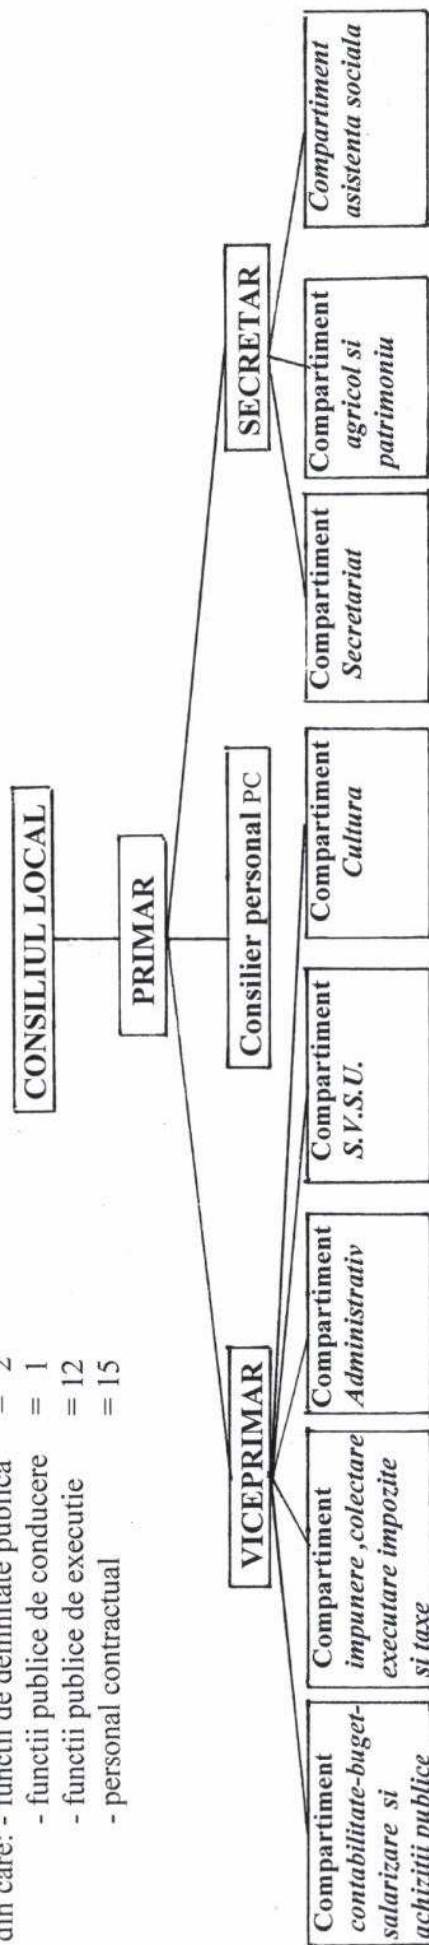 din care: - functii de demnitate publica = 2
- functii publice de conducere = 1
- functii publice de executie = 12
- personal contractual = 15
CONSILIUL LOCAL
PRIMAR
VICEPRIMAR
Consilier personal PC
SECRETAR
Compartiment
contabilitate-buget-
salarizare si
achizitii publice
Compartiment
impunere ,colectare
executare impozite
si taxe
Compartiment
Administrativ
Compartiment
S.V.S.U.
Compartiment
Cultura
Compartiment
Secretariat
Compartiment
agricol si
patrimoniu
Compartiment
asistenta sociala